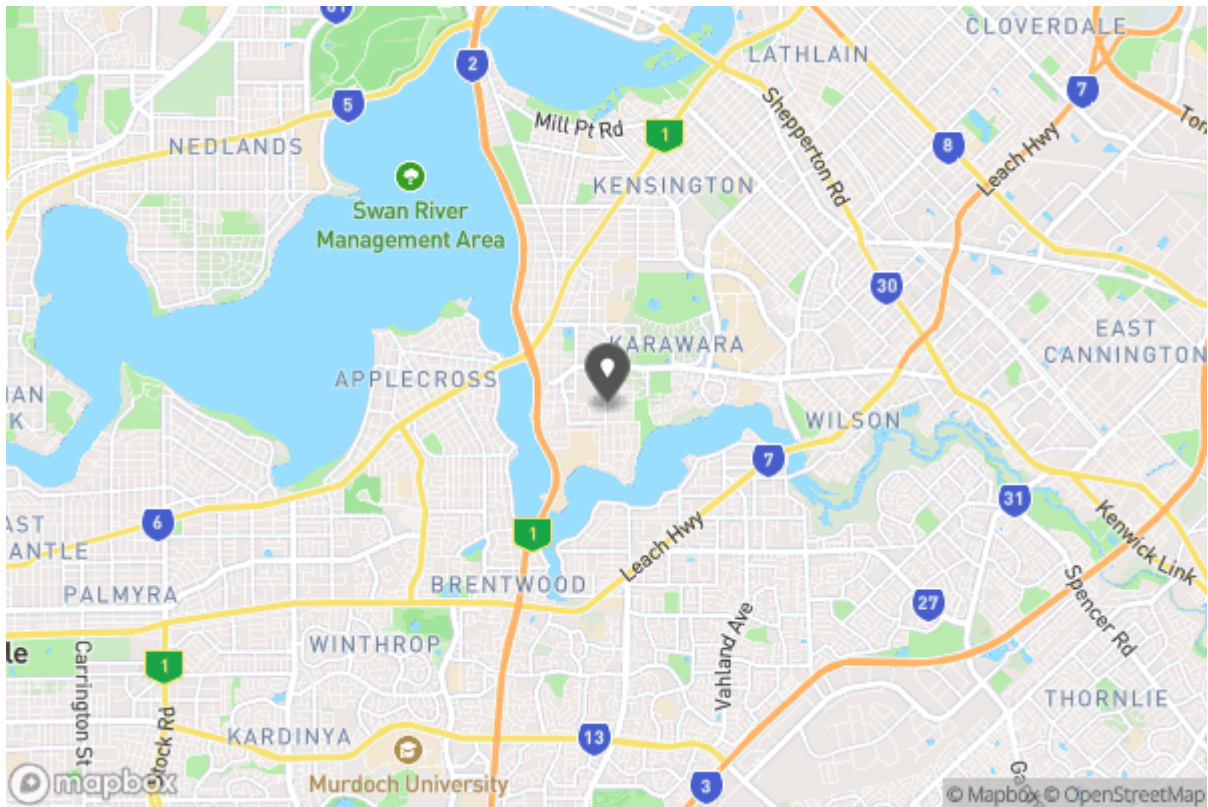 61
CLOVERDALE
2
LATHLAIN
7
5
Mill Pt Rd
1
Shepperton Rd
8
NEDLANDS
Leach Hwy
KENSINGTON
Swan River
Management Area
30
EAST
CANNINGTON
KARAWARA
APPLECROSS
WILSON
7
31
6
1
Leach Hwy
Kenwick Link
BRENTWOOD
PALMYRA
27
Spencer Rd
WINTHROP
Vahland Ave
le
Carrington St
1
THORNLIE
Stock Rd
KARDINYA
13
Murdoch University
3
mapbox
© Mapbox © OpenStreetMap